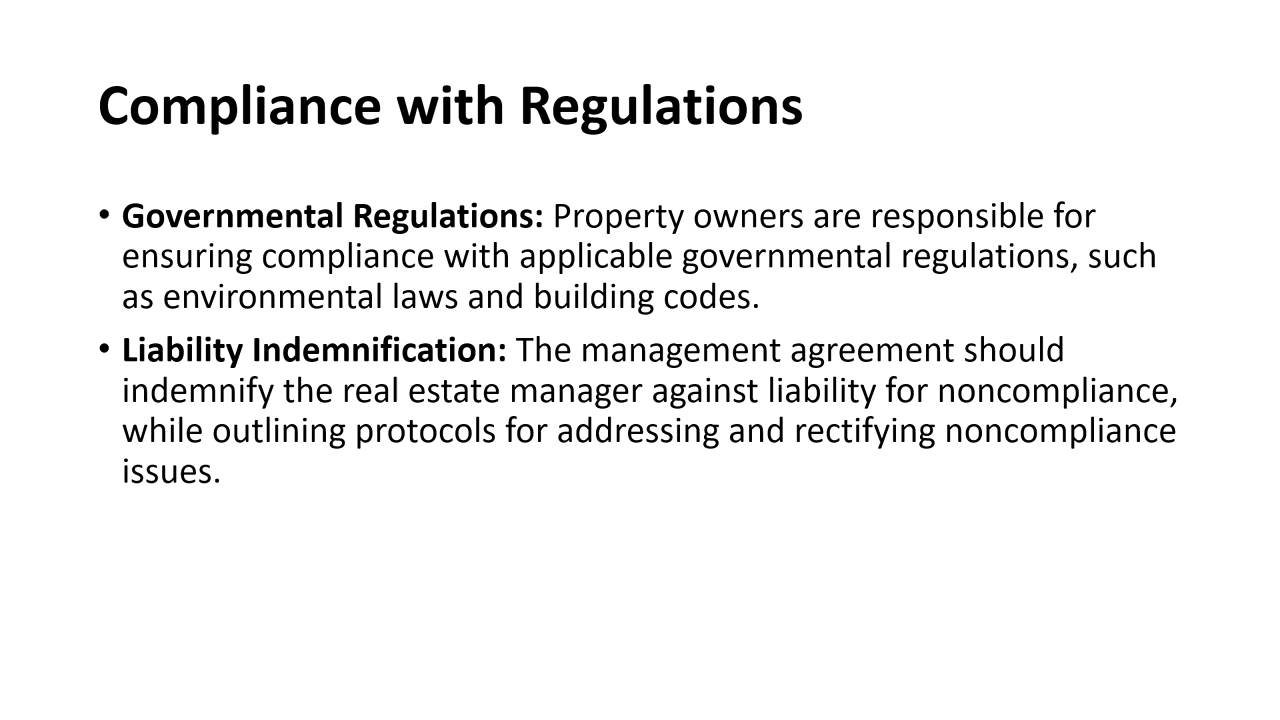 Compliance with Regulations
• Governmental Regulations: Property owners are responsible for
ensuring compliance with applicable governmental regulations, such
as environmental laws and building codes.
• Liability Indemnification: The management agreement should
indemnify the real estate manager against liability for noncompliance,
while outlining protocols for addressing and rectifying noncompliance
issues.